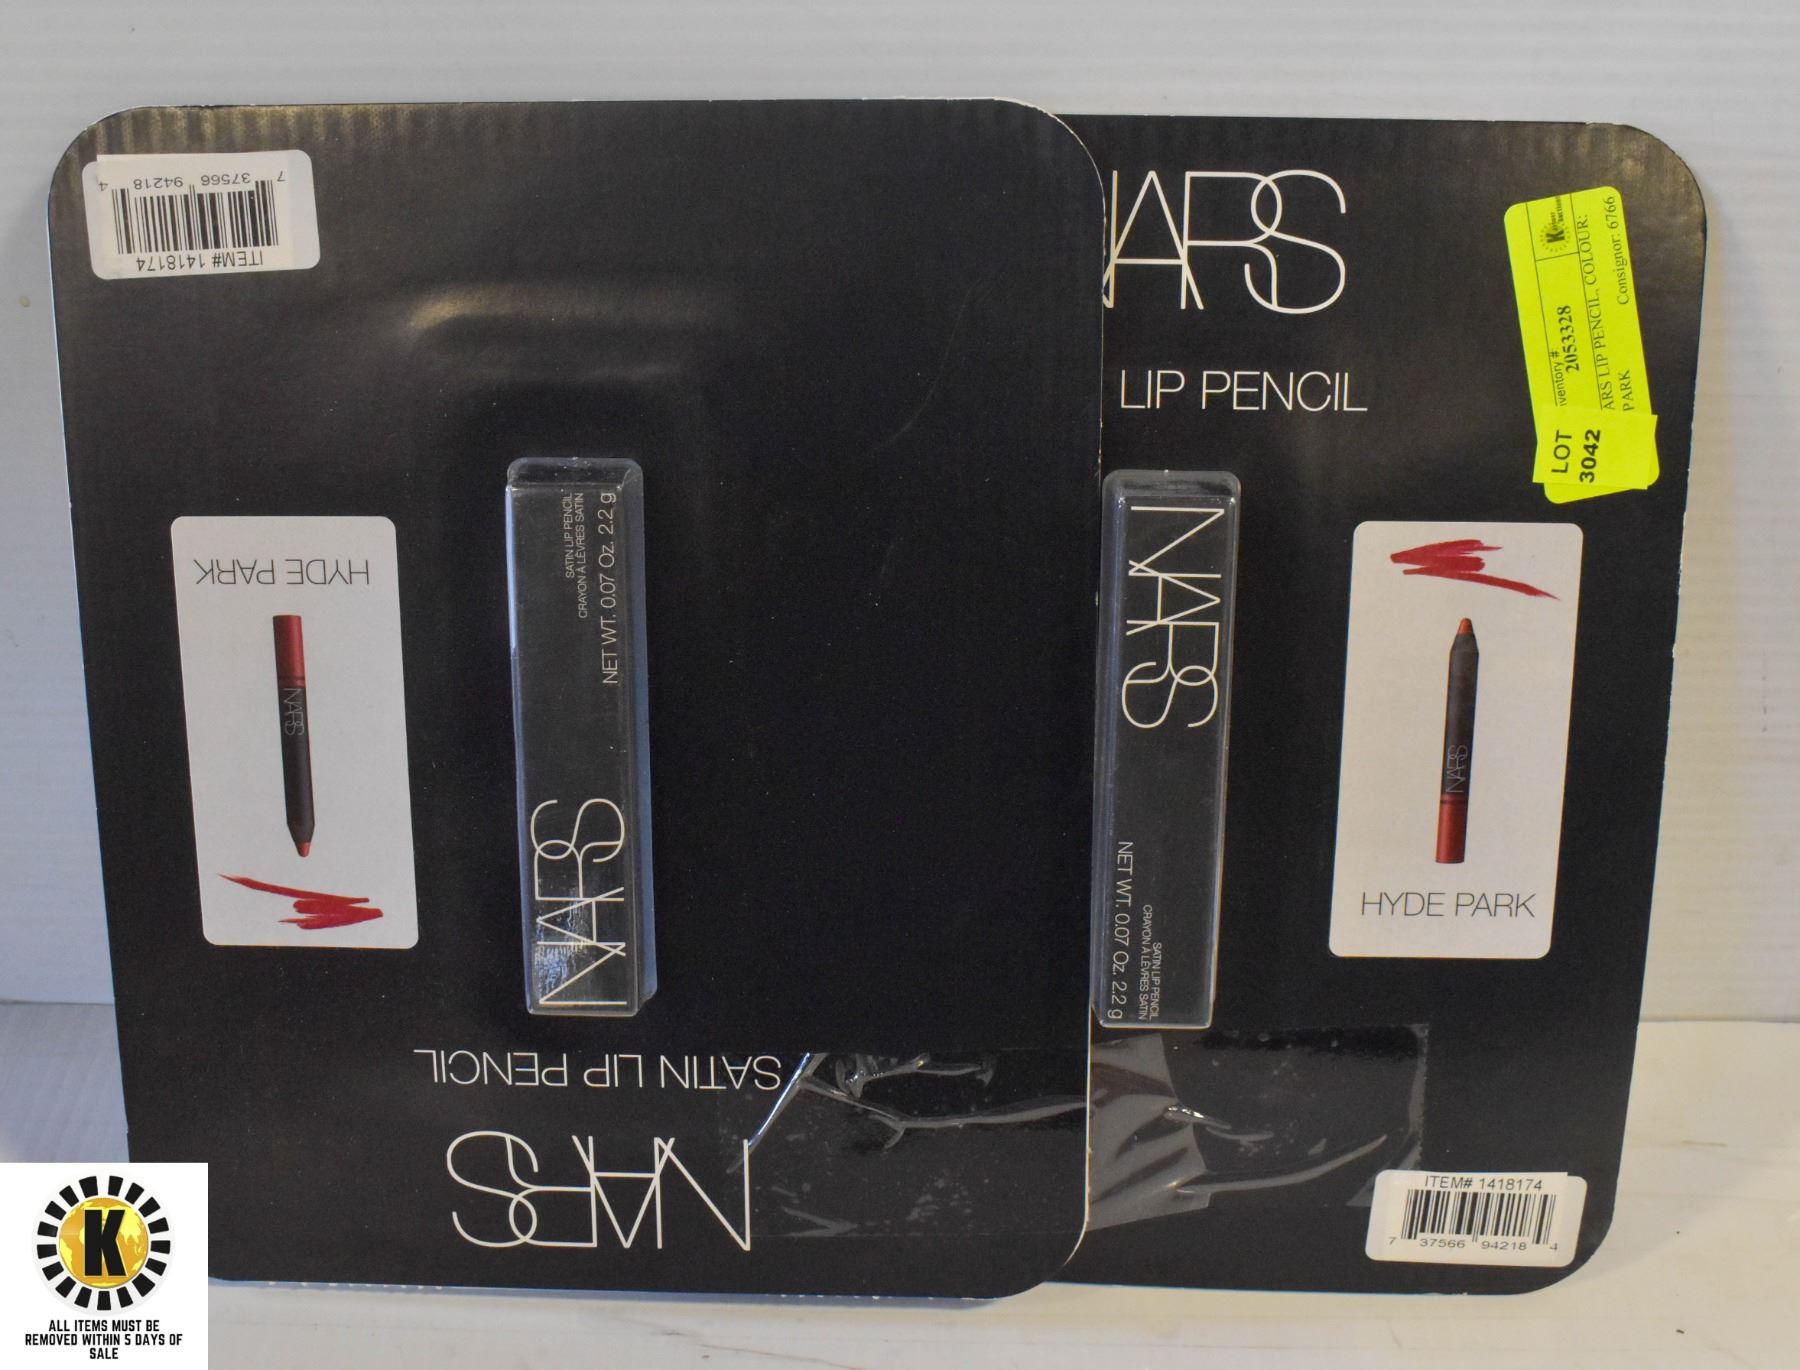 7 37566 94218 4
ITEM# 1418174
HYDE PARK
NARS
SATIN LIP PENCIL
CRAYON À LÈVRES SATIN
NET WT. 0.07 Oz. 2.2 g
NARS
SATIN LIP PENCIL
NARS
NARS
LIP PENCIL
NARS
SATIN LIP PENCIL
CRAYON À LÈVRES SATIN
NET WT. 0.07 Oz. 2.2 g
NARS
HYDE PARK
ITEM# 1418174
7 37566 94218 4
K
ventory #
2053328
ARS LIP PENCIL, COLOUR:
PARK Consignor: 6766
LOT
3042
K
ALL ITEMS MUST BE
REMOVED WITHIN 5 DAYS OF
SALE